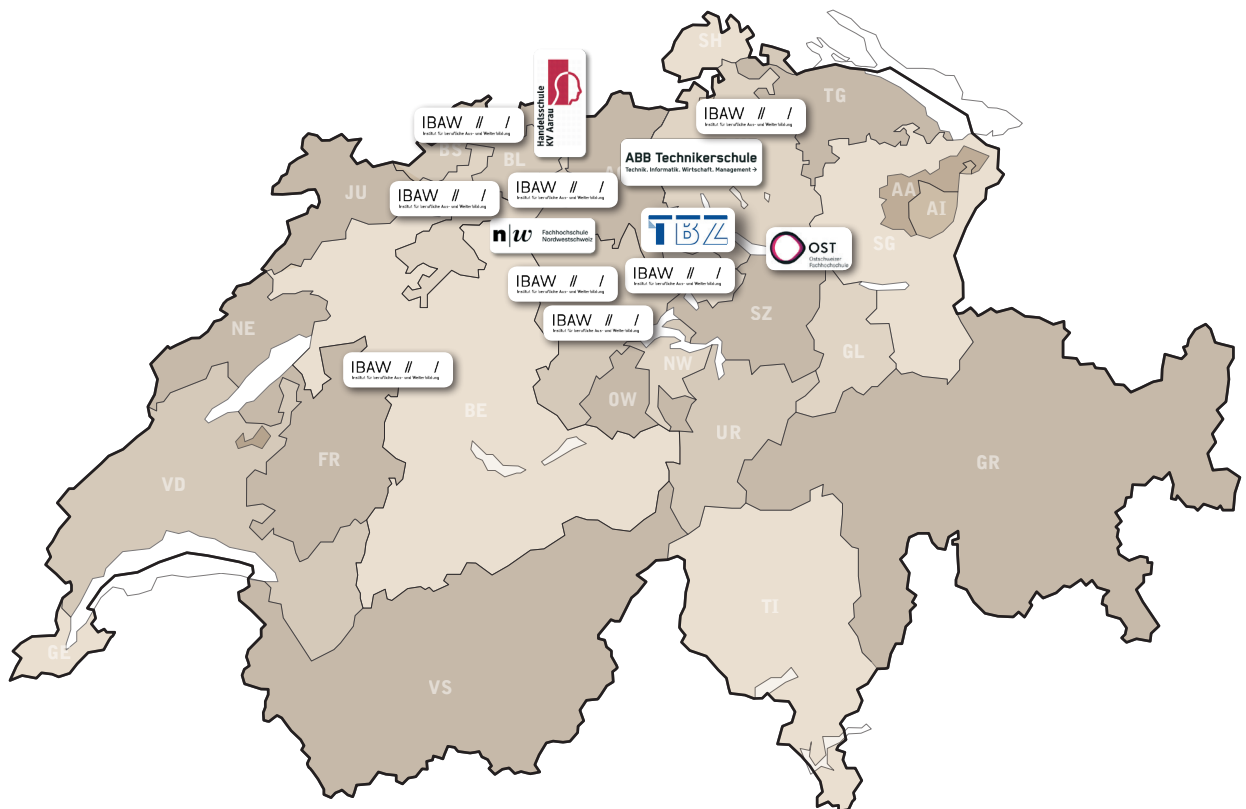 SH
Handelsschule
KV Aarau
TG
IBAW
Institut für berufliche Aus- und Weiterbildung
IBAW
Institut für berufliche Aus- und Weiterbildung
BS
BL
ABB Technikerschule
Technik. Informatik. Wirtschaft. Management →
JU
IBAW
Institut für berufliche Aus- und Weiterbildung
IBAW
Institut für berufliche Aus- und Weiterbildung
AA
AI
n|w
Fachhochschule
Nordwestschweiz
TBZ
OST
Ostschweizer
Fachhochschule
SG
IBAW
Institut für berufliche Aus- und Weiterbildung
IBAW
Institut für berufliche Aus- und Weiterbildung
NE
IBAW
Institut für berufliche Aus- und Weiterbildung
SZ
GL
NW
IBAW
Institut für berufliche Aus- und Weiterbildung
OW
BE
UR
FR
GR
VD
TI
GE
VS